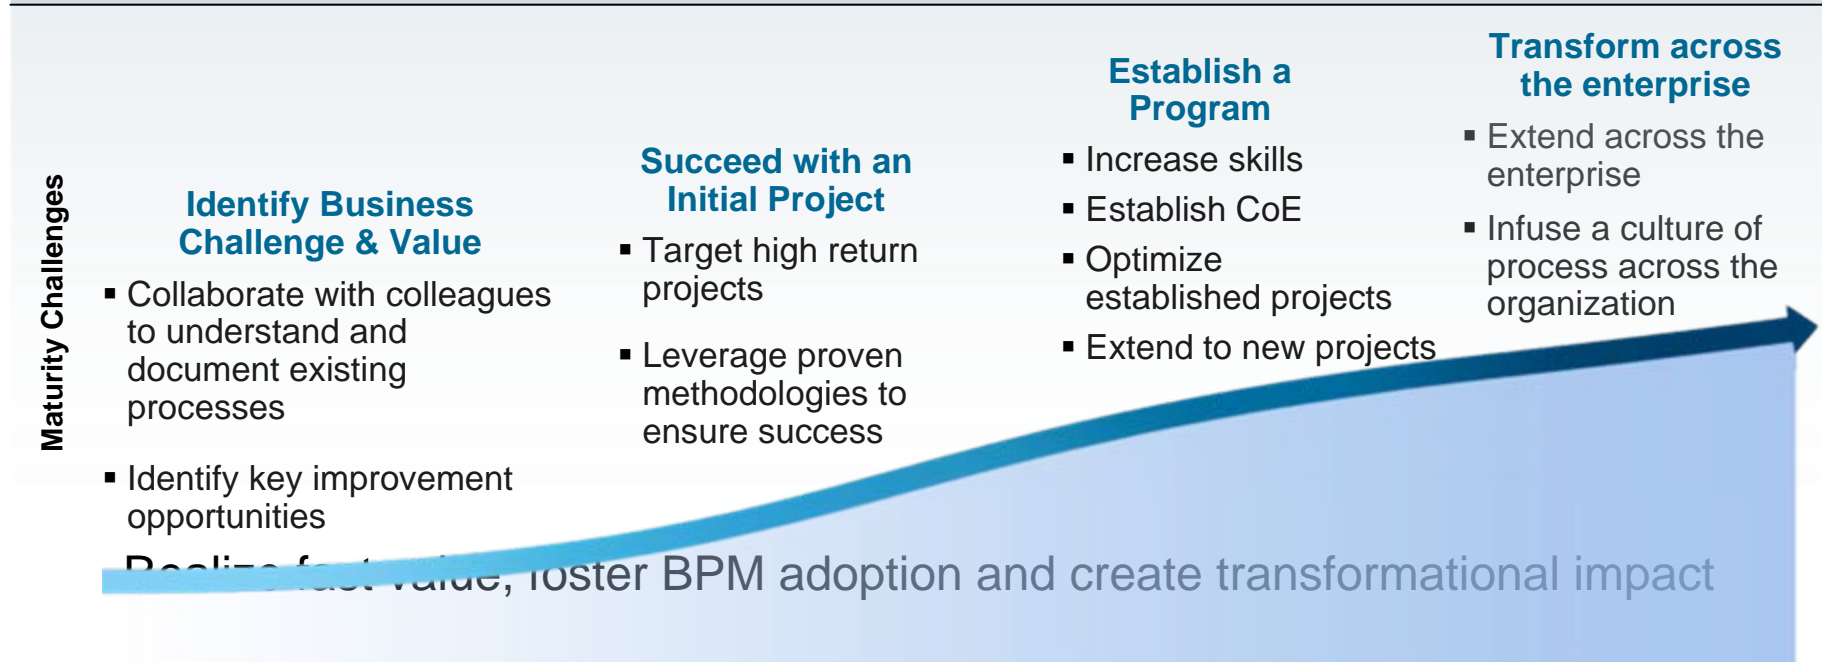 Maturity Challenges
Identify Business
Challenge & Value
▪ Collaborate with colleagues
to understand and
document existing
processes
▪ Identify key improvement
opportunities
Succeed with an
Initial Project
▪ Target high return
projects
▪ Leverage proven
methodologies to
ensure success
Establish a
Program
▪ Increase skills
▪ Establish CoE
▪ Optimize
established projects
▪ Extend to new projects
Transform across
the enterprise
▪ Extend across the
enterprise
▪ Infuse a culture of
process across the
organization
Realize fast value, foster BPM adoption and create transformational impact